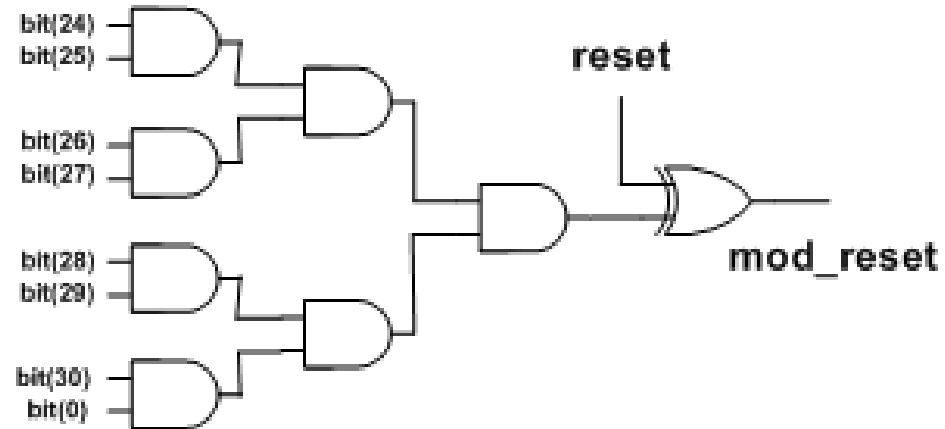 bit(24)
bit(25)
reset
bit(26)
bit(27)
mod_reset
bit(28)
bit(29)
bit(30)
bit(0)